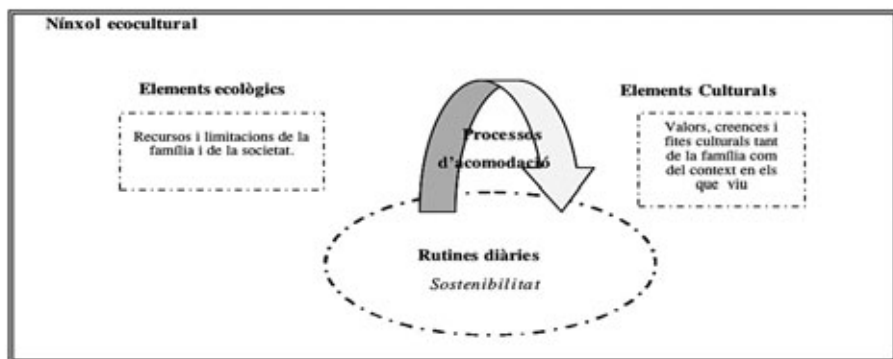 Nínxol ecocultural
Elements ecològics
Recursos i limitacions de la
família i de la societat.
Processos
d'acomodació
Elements Culturals
Valors, creences i
fites culturals tant
de la família com
del context en els
que viu
Rutines diàries
Sostenibilitat